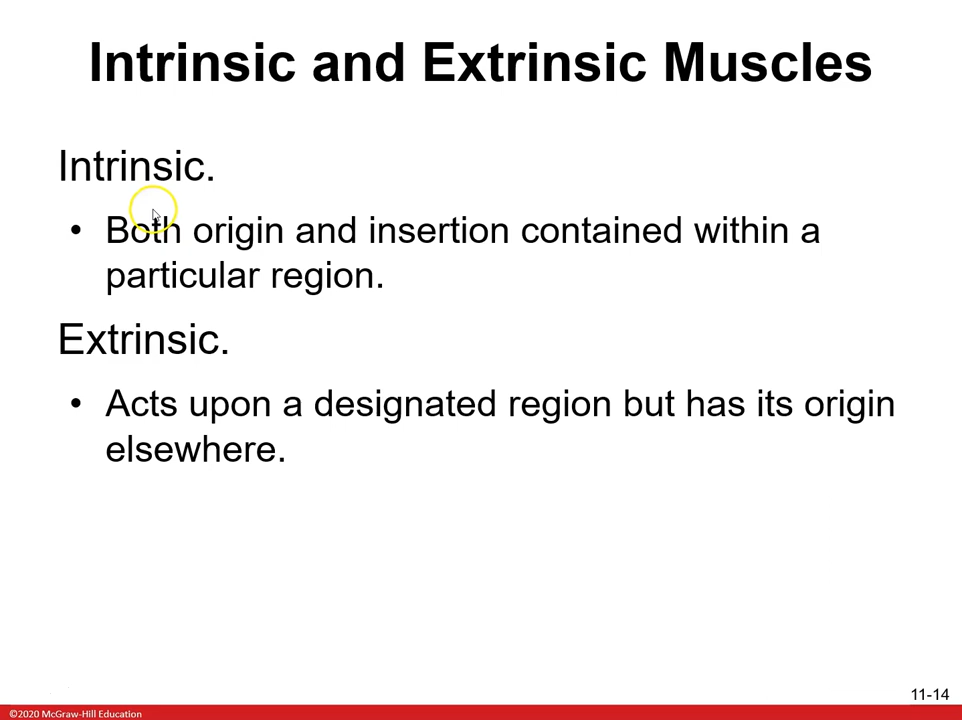 Intrinsic and Extrinsic Muscles
Intrinsic.
• Both origin and insertion contained within a
particular region.
Extrinsic.
• Acts upon a designated region but has its origin
elsewhere.
11-14
©2020 McGraw-Hill Education